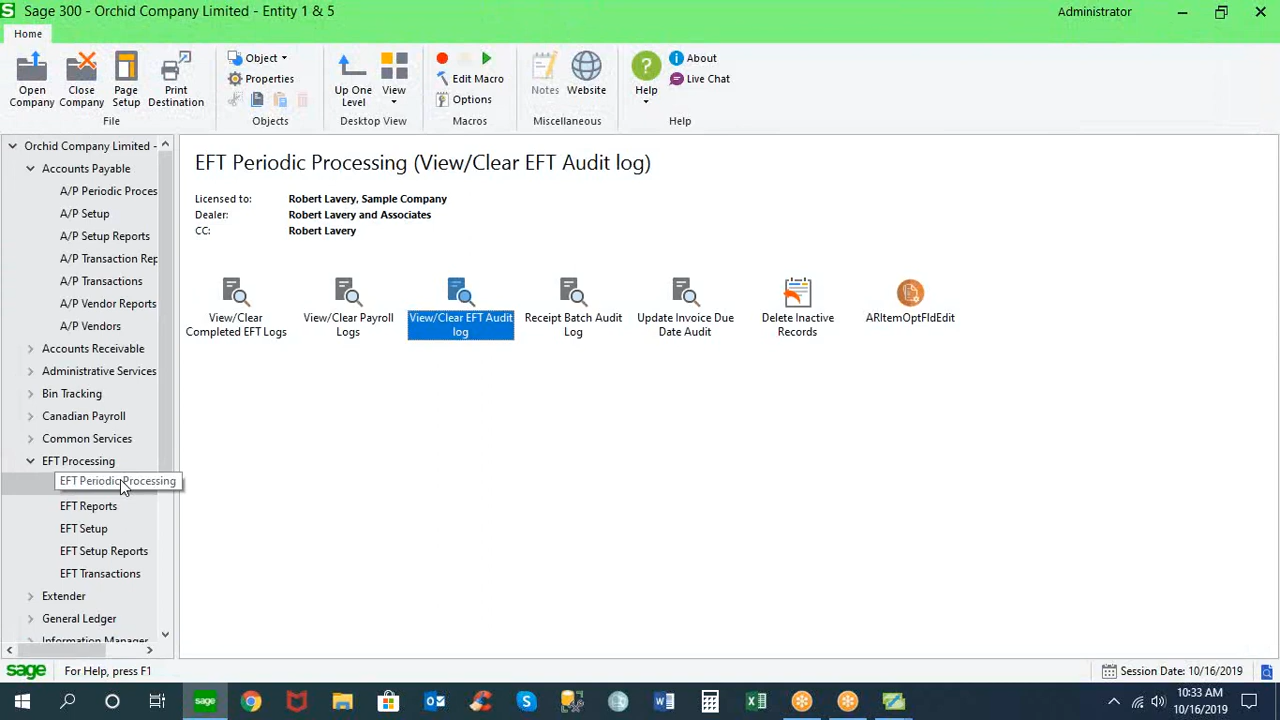 Sage 300 - Orchid Company Limited - Entity 1 & 5
Administrator
Home
Open Company
Close Company
Page Setup
Print Destination
File
Object
Properties
Objects
Up One Level
View
Desktop View
Edit Macro
Options
Macros
Notes
Website
Miscellaneous
Help
About
Live Chat
Help
Orchid Company Limited -
Accounts Payable
A/P Periodic Proces
A/P Setup
A/P Setup Reports
A/P Transaction Rep
A/P Transactions
A/P Vendor Reports
A/P Vendors
Accounts Receivable
Administrative Services
Bin Tracking
Canadian Payroll
Common Services
EFT Processing
EFT Periodic Processing
EFT Reports
EFT Setup
EFT Setup Reports
EFT Transactions
Extender
General Ledger
Information Manager
EFT Periodic Processing (View/Clear EFT Audit log)
Licensed to: Robert Lavery, Sample Company
Dealer: Robert Lavery and Associates
CC: Robert Lavery
View/Clear Completed EFT Logs
View/Clear Payroll Logs
View/Clear EFT Audit log
Receipt Batch Audit Log
Update Invoice Due Date Audit
Delete Inactive Records
ARItemOptFldEdit
sage
For Help, press F1
Session Date: 10/16/2019
sage
10:33 AM
10/16/2019